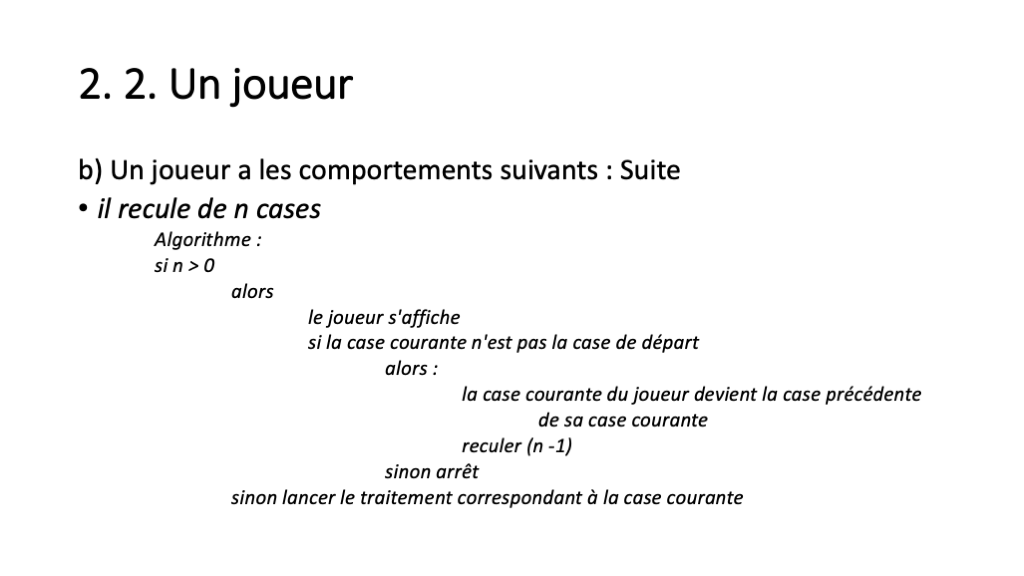 2. 2. Un joueur
b) Un joueur a les comportements suivants : Suite
• il recule de n cases
Algorithme :
si n > 0
alors
le joueur s'affiche
si la case courante n'est pas la case de départ
alors :
la case courante du joueur devient la case précédente
de sa case courante
reculer (n -1)
sinon arrêt
sinon lancer le traitement correspondant à la case courante